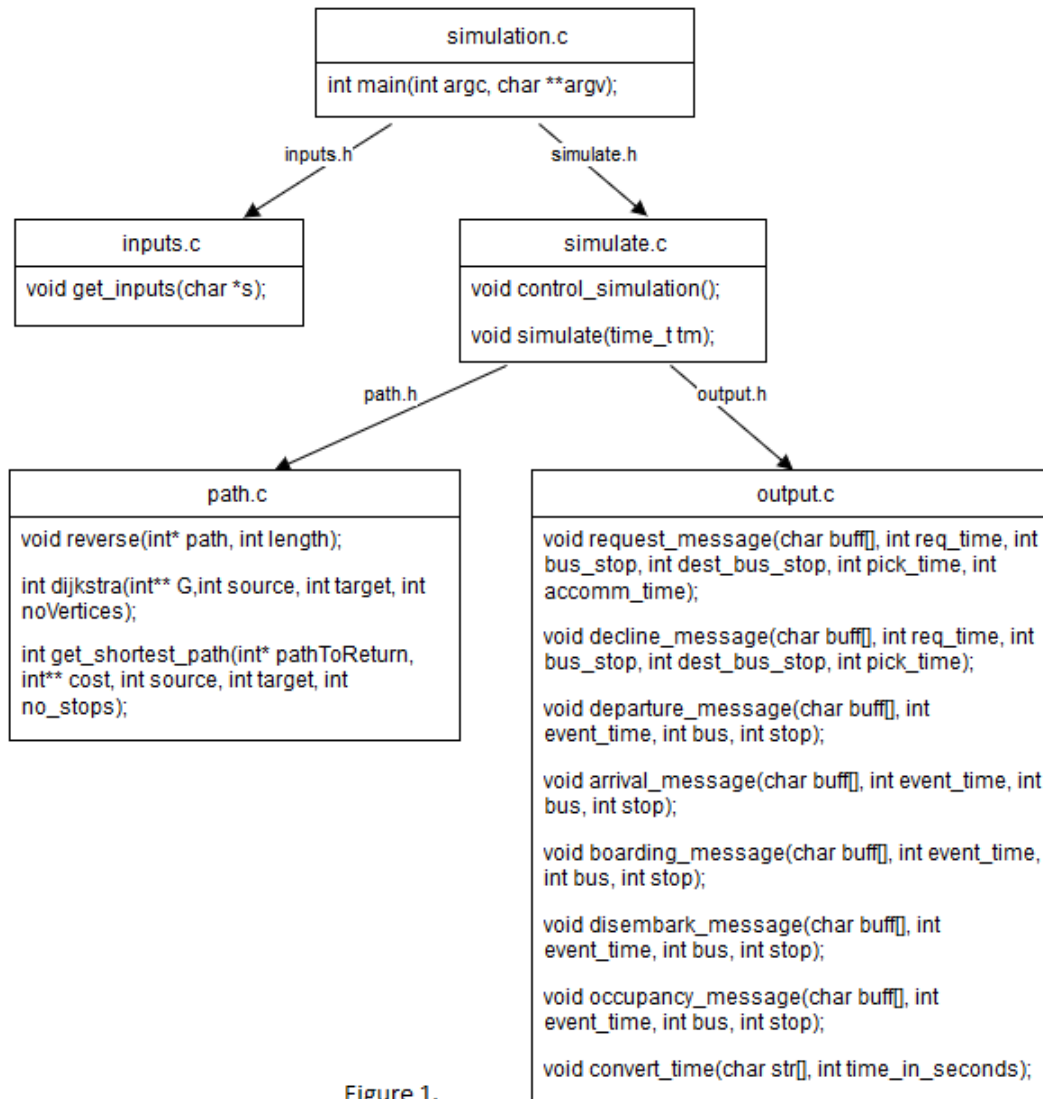 simulation.c
int main(int argc, char **argv);
inputs.h
simulate.h
inputs.c
void get_inputs(char *s);
simulate.c
void control_simulation();
void simulate(time_t tm);
path.h
output.h
path.c
void reverse(int* path, int length);
int dijkstra(int** G,int source, int target, int
noVertices);
int get_shortest_path(int* pathToReturn,
int** cost, int source, int target, int
no_stops);
output.c
void request_message(char buff[], int req_time, int
bus_stop, int dest_bus_stop, int pick_time, int
accomm_time);
void decline_message(char buff[], int req_time, int
bus_stop, int dest_bus_stop, int pick_time);
void departure_message(char buff[], int
event_time, int bus, int stop);
void arrival_message(char buff[], int event_time, int
bus, int stop);
void boarding_message(char buff[], int event_time,
int bus, int stop);
void disembark_message(char buff[], int
event_time, int bus, int stop);
void occupancy_message(char buff[], int
event_time, int bus, int stop);
void convert_time(char str[], int time_in_seconds);
Figure 1.